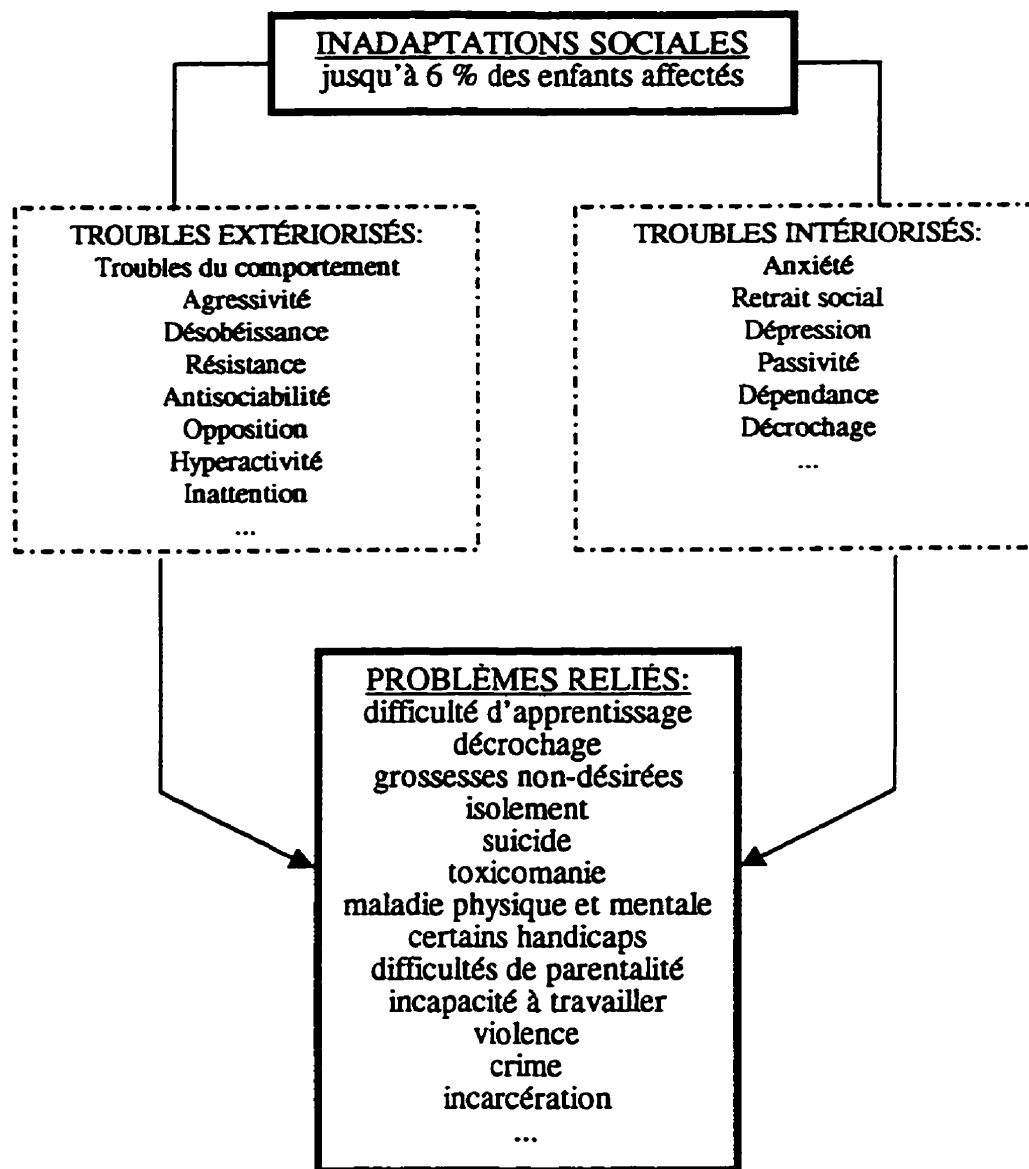 INADAPTATIONS SOCIALES
jusqu'à 6 % des enfants affectés
TROUBLES EXTÉRIORISÉS:
Troubles du comportement
Agressivité
Désobéissance
Résistance
Antisociabilité
Opposition
Hyperactivité
Inattention
...
TROUBLES INTÉRIORISÉS:
Anxiété
Retrait social
Dépression
Passivité
Dépendance
Décrochage
...
PROBLÈMES RELIÉS:
difficulté d'apprentissage
décrochage
grossesses non-désirées
isolement
suicide
toxicomanie
maladie physique et mentale
certains handicaps
difficultés de parentalité
incapacité à travailler
violence
crime
incarcération
...